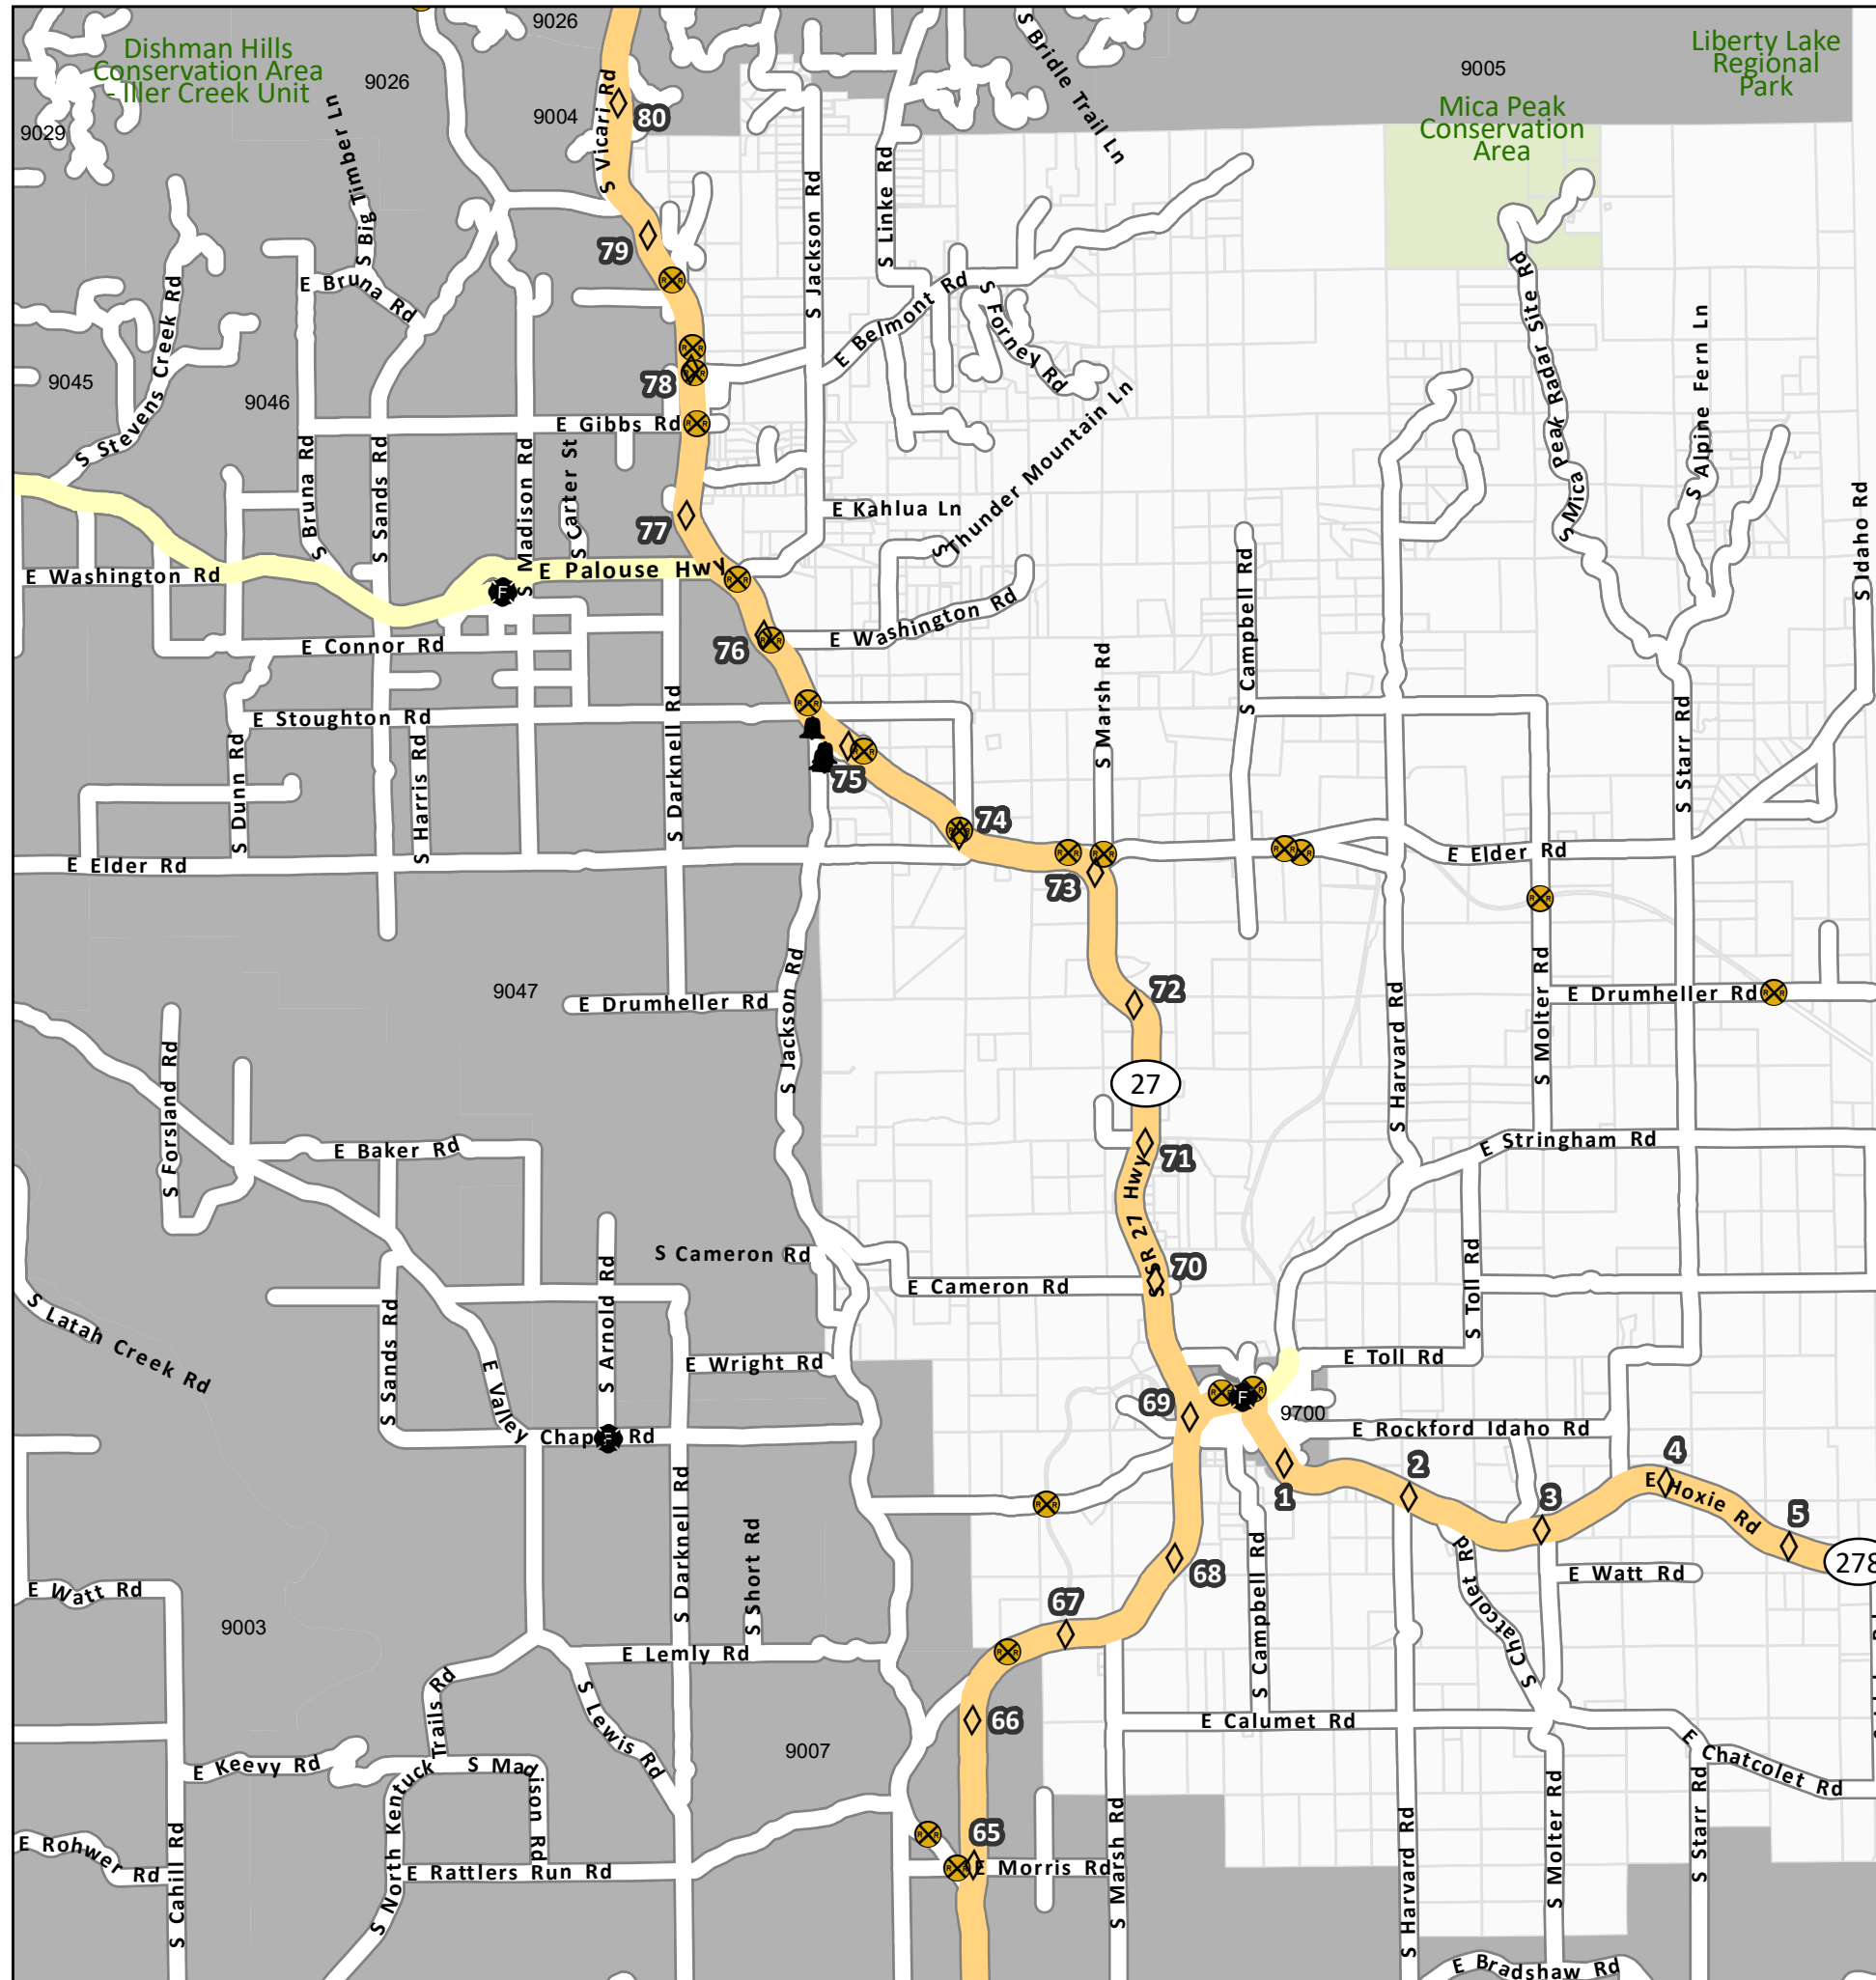 9026
Dishman Hills
Conservation Area
- Iller Creek Unit
9026
9029
9004
S Vicari Rd
80
S Bridle Trail Ln
9005
Liberty Lake
Regional
Park
Mica Peak
Conservation
Area
S Big Timber Ln
S Jackson Rd
S Linke Rd
79
E Bruna Rd
S Stevens Creek Rd
E Belmont Rd
S Forney Rd
S Mica Peak Radar Site Rd
S Alpine Fern Ln
9045
9046
78
E Gibbs Rd
S Bruna Rd
S Sands Rd
S Madison Rd
S Carter St
77
E Kahlua Ln
S Thunder Mountain Ln
S Idaho Rd
E Washington Rd
E Palouse Hwy
F
S Campbell Rd
E Connor Rd
76
E Washington Rd
S Marsh Rd
E Stoughton Rd
S Dunn Rd
S Harris Rd
S Darknell Rd
75
74
S Starr Rd
E Elder Rd
73
E Elder Rd
9047
E Drumheller Rd
S Jackson Rd
72
S Harvard Rd
S Molter Rd
E Drumheller Rd
27
S Forsland Rd
E Baker Rd
71
E Stringham Rd
SR 27 Hwy
S Cameron Rd
70
E Cameron Rd
S Toll Rd
S Latah Creek Rd
S Sands Rd
E Valley Chapel Rd
S Arnold Rd
F
E Wright Rd
E Toll Rd
69
F
9700
E Rockford Idaho Rd
1
2
3
4
5
E Hoxie Rd
278
S Darknell Rd
S Short Rd
68
S Campbell Rd
S Chatcolet Rd
E Watt Rd
E Watt Rd
67
9003
E Lemly Rd
66
E Calumet Rd
S Lewis Rd
9007
E Keevy Rd
S North Kentuck Trails Rd
S Madison Rd
E Chatcolet Rd
E Rohwer Rd
S Cahill Rd
E Rattlers Run Rd
65
E Morris Rd
S Marsh Rd
S Harvard Rd
S Molter Rd
S Starr Rd
E Bradshaw Rd